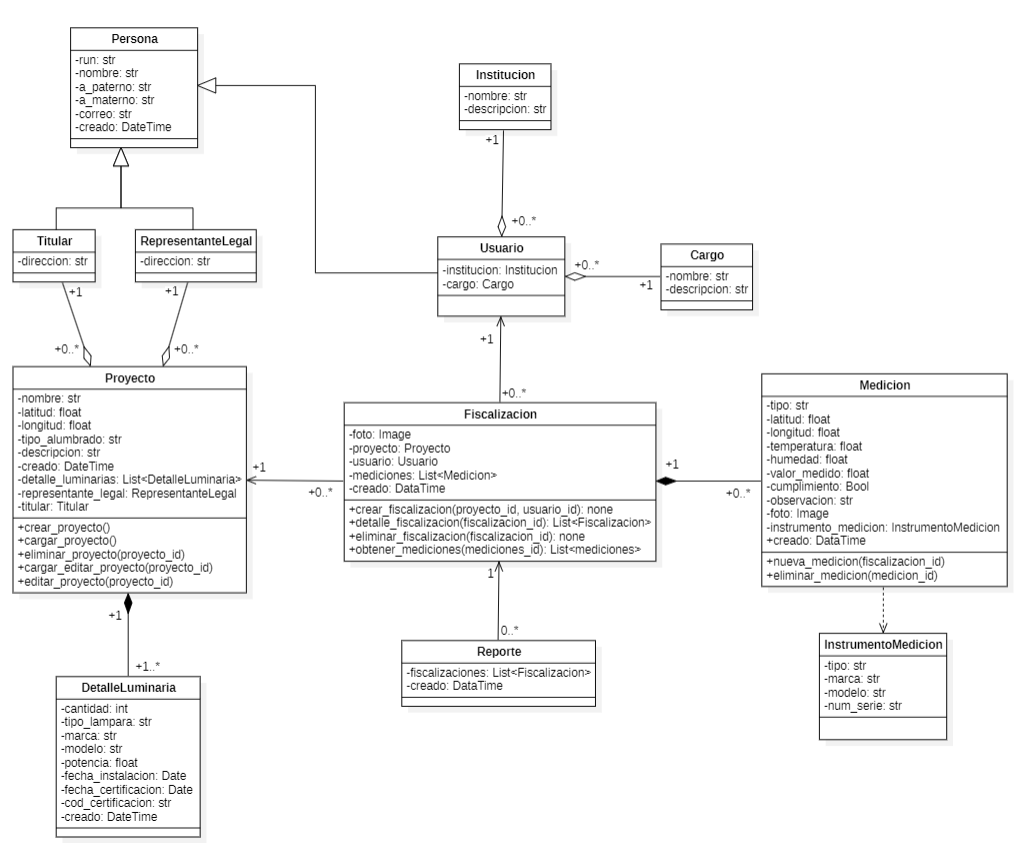 Persona
-run: str
-nombre: str
-a_paterno: str
-a_materno: str
-correo: str
-creado: DateTime
Institucion
-nombre: str
-descripcion: str
+1
+0..*
Titular
-direccion: str
RepresentanteLegal
-direccion: str
Usuario
-institucion: Institucion
-cargo: Cargo
+0..*
+1
Cargo
-nombre: str
-descripcion: str
+1
+1
+0..*
+0..*
+1
+0..*
Proyecto
-nombre: str
-latitud: float
-longitud: float
-tipo_alumbrado: str
-descripcion: str
-creado: DateTime
-detalle_luminarias: List<DetalleLuminaria>
-representante_legal: RepresentanteLegal
-titular: Titular
+crear_proyecto()
+cargar_proyecto()
+eliminar_proyecto(proyecto_id)
+cargar_editar_proyecto(proyecto_id)
+editar_proyecto(proyecto_id)
+1
+0..*
Fiscalizacion
-foto: Image
-proyecto: Proyecto
-usuario: Usuario
-mediciones: List<Medicion>
-creado: DataTime
+crear_fiscalizacion(proyecto_id, usuario_id): none
+detalle_fiscalizacion(fiscalizacion_id): List<Fiscalizacion>
+eliminar_fiscalizacion(fiscalizacion_id): none
+obtener_mediciones(mediciones_id): List<mediciones>
+1
+0..*
Medicion
-tipo: str
-latitud: float
-longitud: float
-temperatura: float
-humedad: float
-valor_medido: float
-cumplimiento: Bool
-observacion: str
-foto: Image
-instrumento_medicion: InstrumentoMedicion
+creado: DataTime
+nueva_medicion(fiscalizacion_id)
+eliminar_medicion(medicion_id)
+1
+1..*
1
0..*
DetalleLuminaria
-cantidad: int
-tipo_lampara: str
-marca: str
-modelo: str
-potencia: float
-fecha_instalacion: Date
-fecha_certificacion: Date
-cod_certificacion: str
-creado: DateTime
Reporte
-fiscalizaciones: List<Fiscalizacion>
-creado: DataTime
InstrumentoMedicion
-tipo: str
-marca: str
-modelo: str
-num_serie: str